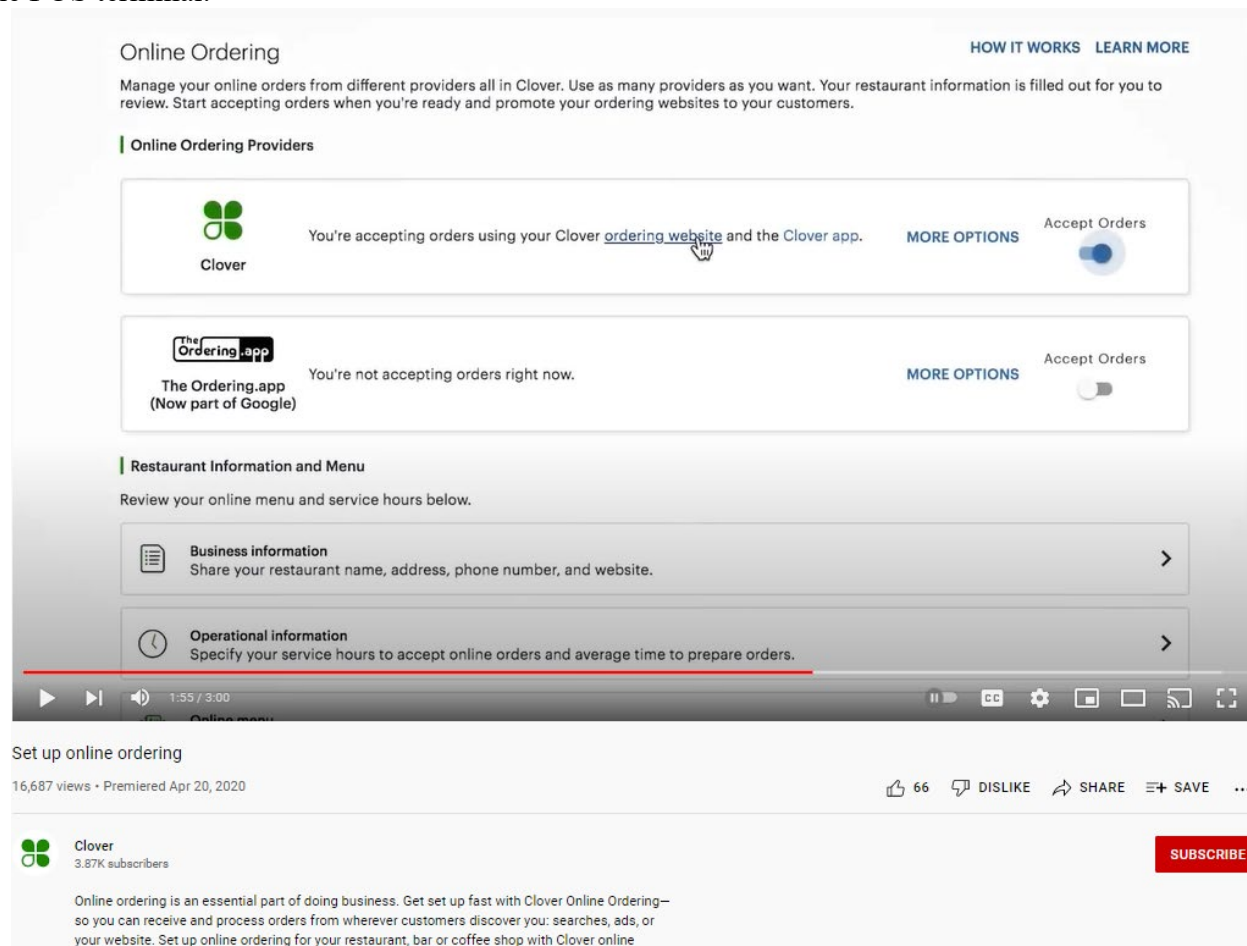 POS terminal.
Online Ordering
HOW IT WORKS LEARN MORE
Manage your online orders from different providers all in Clover. Use as many providers as you want. Your restaurant information is filled out for you to
review. Start accepting orders when you're ready and promote your ordering websites to your customers.
Online Ordering Providers
You're accepting orders using your Clover ordering website and the Clover app.
MORE OPTIONS
Accept Orders
Clover
The
Ordering.app
You're not accepting orders right now.
MORE OPTIONS
Accept Orders
The Ordering.app
(Now part of Google)
Restaurant Information and Menu
Review your online menu and service hours below.
Business information
Share your restaurant name, address, phone number, and website.
Operational information
Specify your service hours to accept online orders and average time to prepare orders.
1:55 / 3:00
CC
Online menu
Set up online ordering
16,687 views • Premiered Apr 20, 2020
66 DISLIKE SHARE SAVE ...
Clover
3.87K subscribers
SUBSCRIBE
Online ordering is an essential part of doing business. Get set up fast with Clover Online Ordering—
so you can receive and process orders from wherever customers discover you: searches, ads, or
your website. Set up online ordering for your restaurant, bar or coffee shop with Clover online